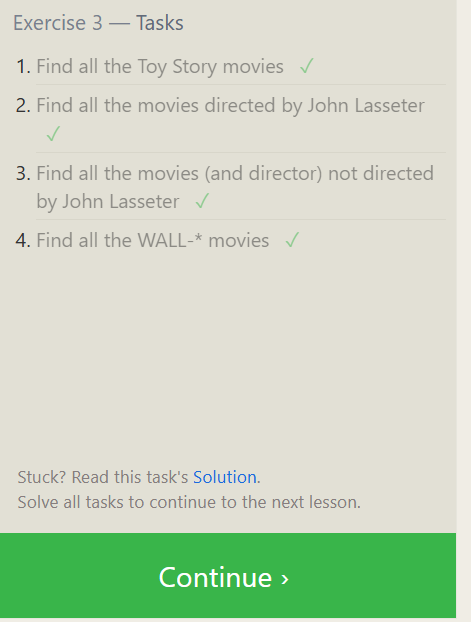 Exercise 3 — Tasks
1. Find all the Toy Story movies ✓
2. Find all the movies directed by John Lasseter
✓
3. Find all the movies (and director) not directed
by John Lasseter ✓
4. Find all the WALL-* movies ✓
Stuck? Read this task's Solution.
Solve all tasks to continue to the next lesson.
Continue ›